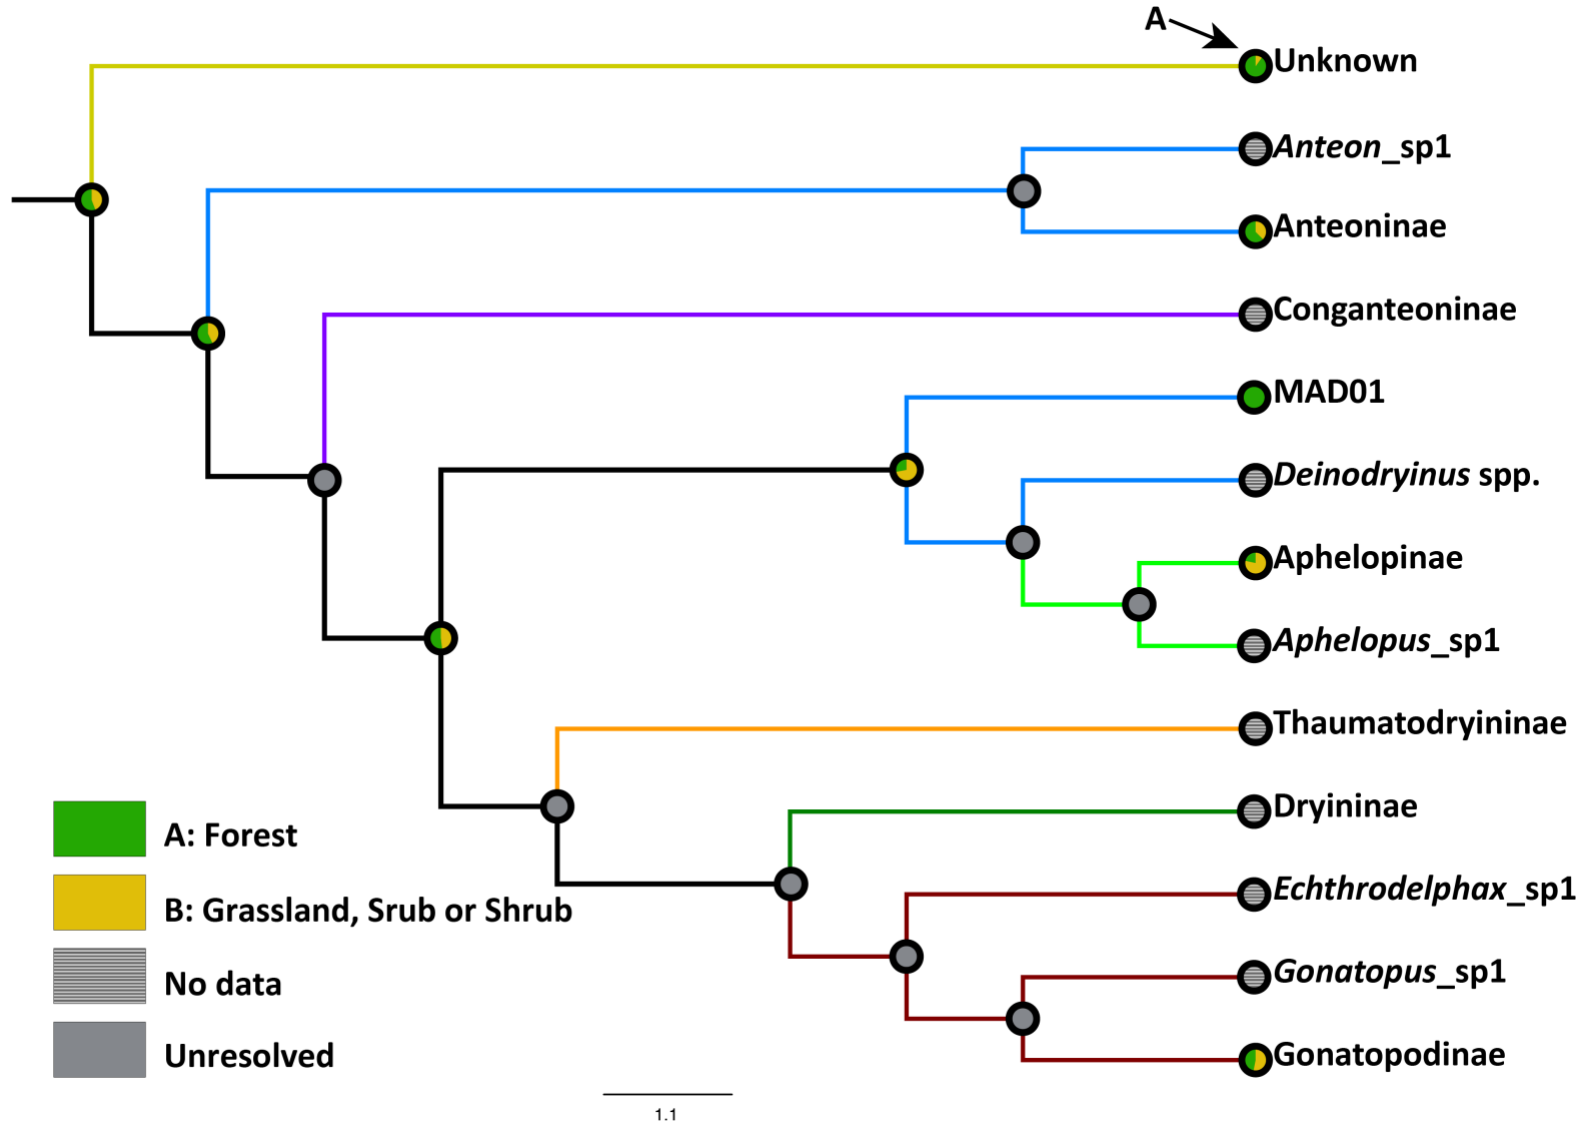 A
Unknown
Anteon_sp1
Anteoninae
Conganteoninae
MAD01
Deinodryinus spp.
Aphelopinae
Aphelopus_sp1
Thaumatodryininae
Dryininae
Echthrodelphax_sp1
Gonatopus_sp1
Gonatopodinae
A: Forest
B: Grassland, Srub or Shrub
No data
Unresolved
1.1